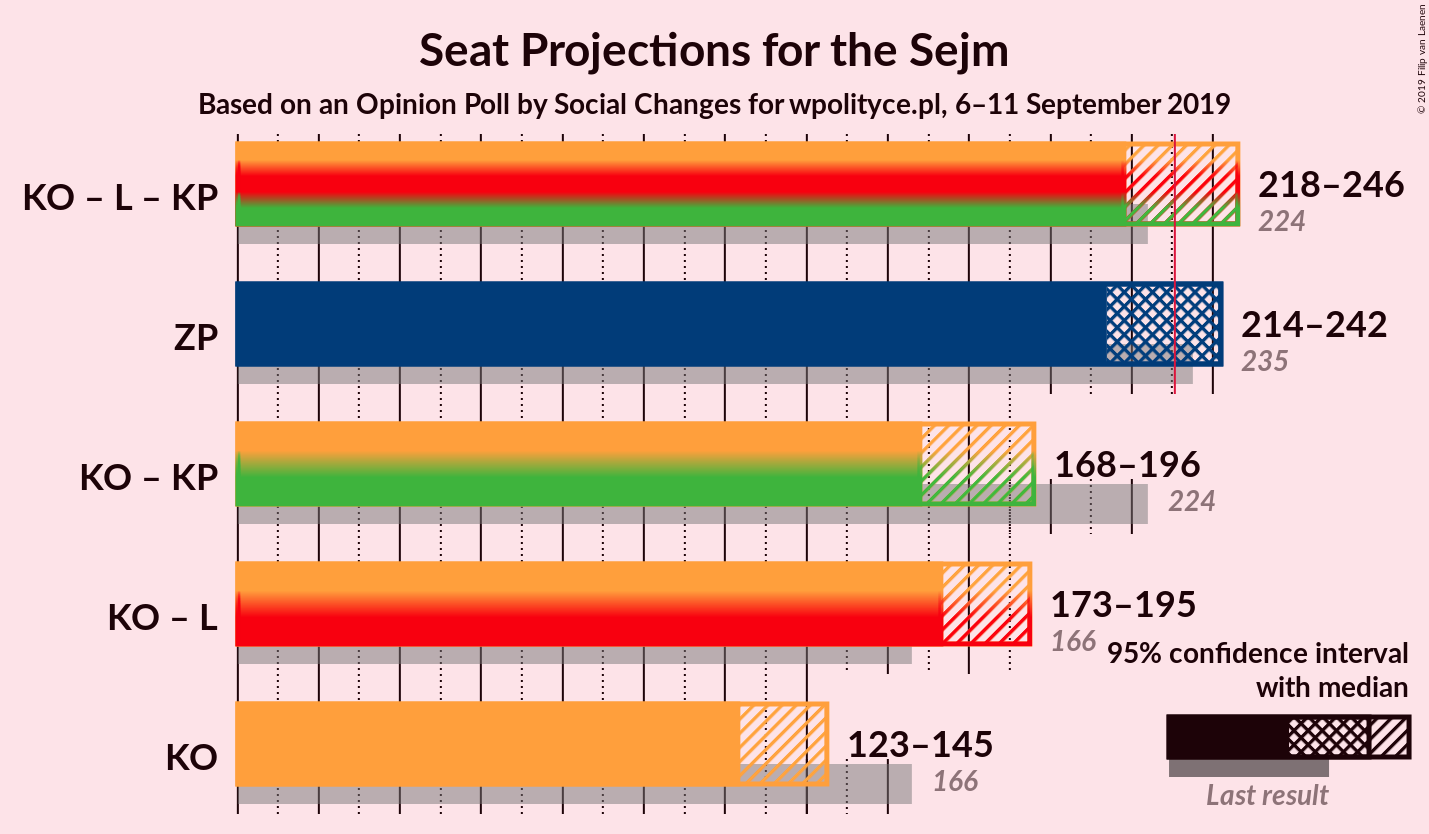 Seat Projections for the Sejm
Based on an Opinion Poll by Social Changes for wpolityce.pl, 6–11 September 2019
© 2019 Filip van Laenen
KO – L – KP
218–246
224
ZP
214–242
235
KO – KP
168–196
224
KO – L
173–195
166
95% confidence interval
with median
KO
123–145
166
Last result